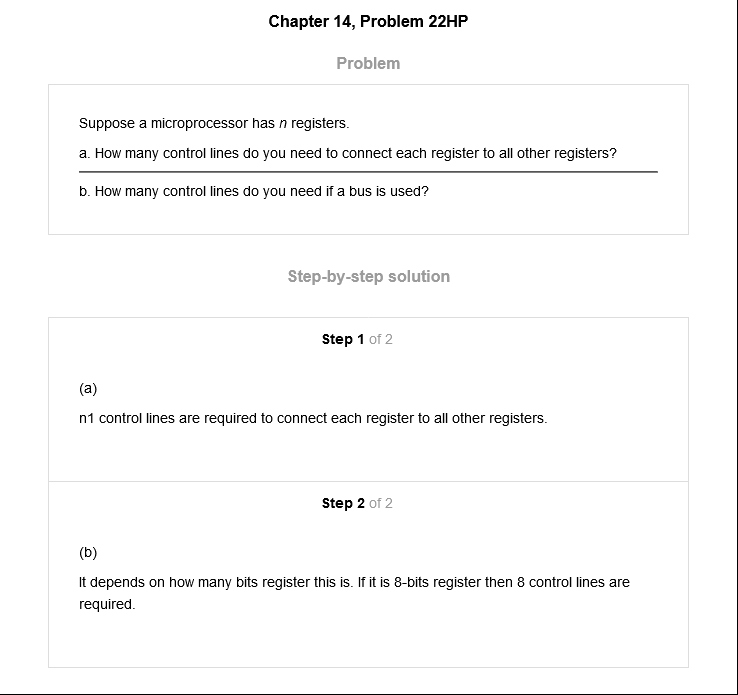 Chapter 14, Problem 22HP
Problem
Suppose a microprocessor has n registers.
a. How many control lines do you need to connect each register to all other registers?
b. How many control lines do you need if a bus is used?
Step-by-step solution
Step 1 of 2
(a)
n1 control lines are required to connect each register to all other registers.
Step 2 of 2
(b)
It depends on how many bits register this is. If it is 8-bits register then 8 control lines are
required.